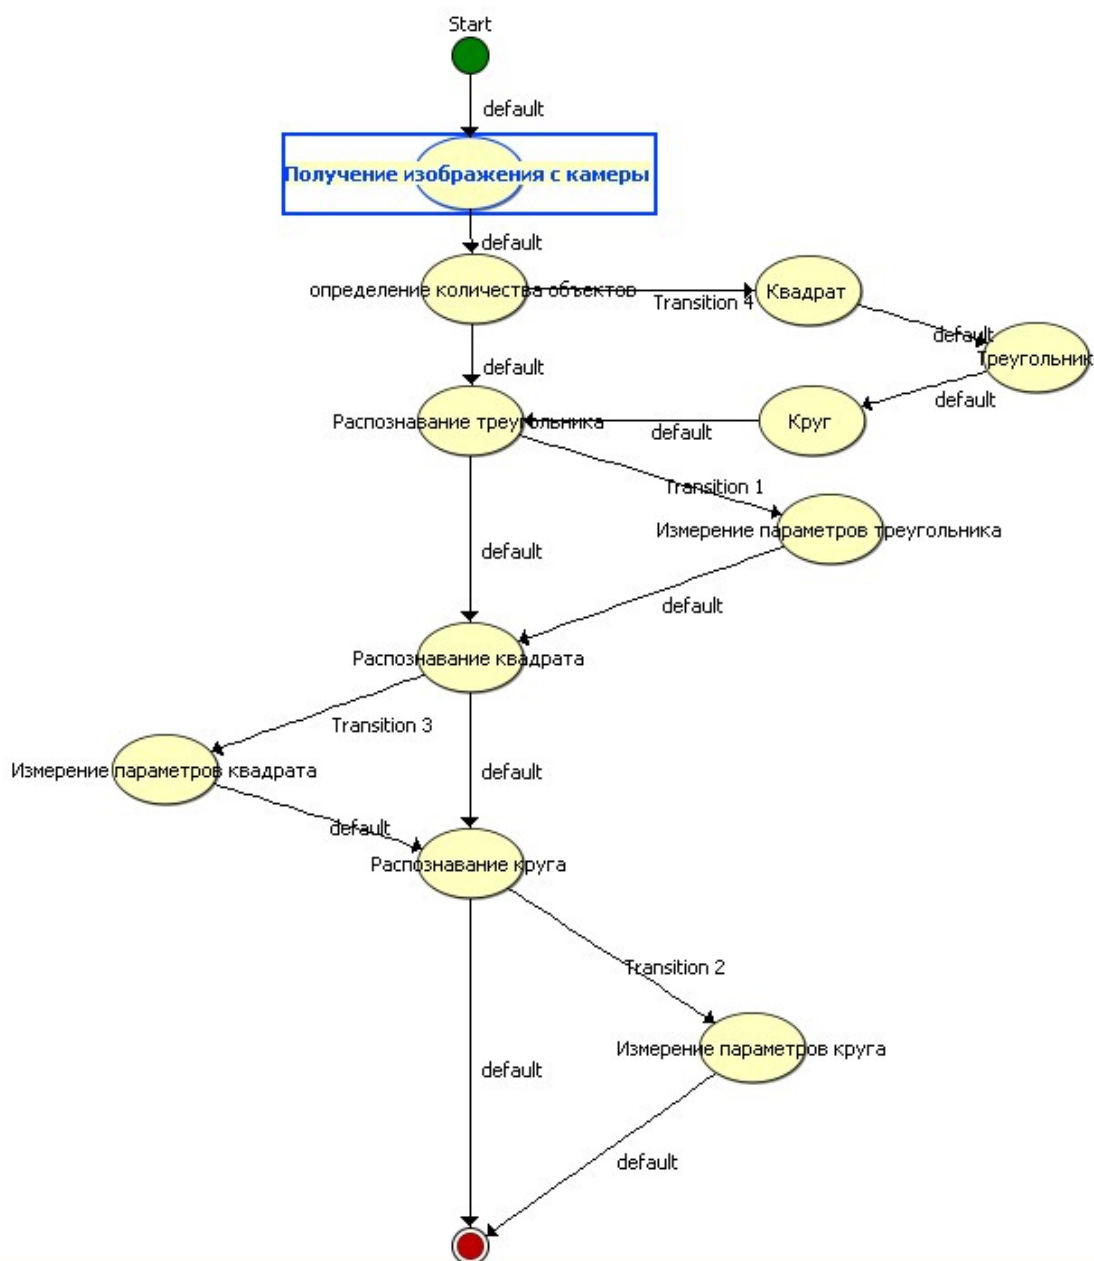 Start
default
Получение изображения с камеры
default
определение количества объектов
Transition 4
Квадрат
default
Треугольник
default
default
Круг
default
Распознавание треугольника
Transition 1
Измерение параметров треугольника
default
default
Распознавание квадрата
Transition 3
Измерение параметров квадрата
default
default
Распознавание круга
Transition 2
Измерение параметров круга
default
default